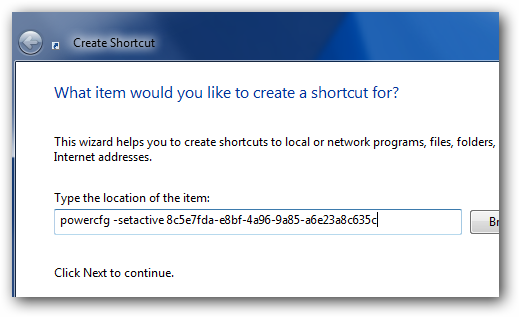 Create Shortcut
What item would you like to create a shortcut for?
This wizard helps you to create shortcuts to local or network programs, files, folders,
Internet addresses.
Type the location of the item:
powercfg -setactive 8c5e7fda-e8bf-4a96-9a85-a6e23a8c635c
Click Next to continue.